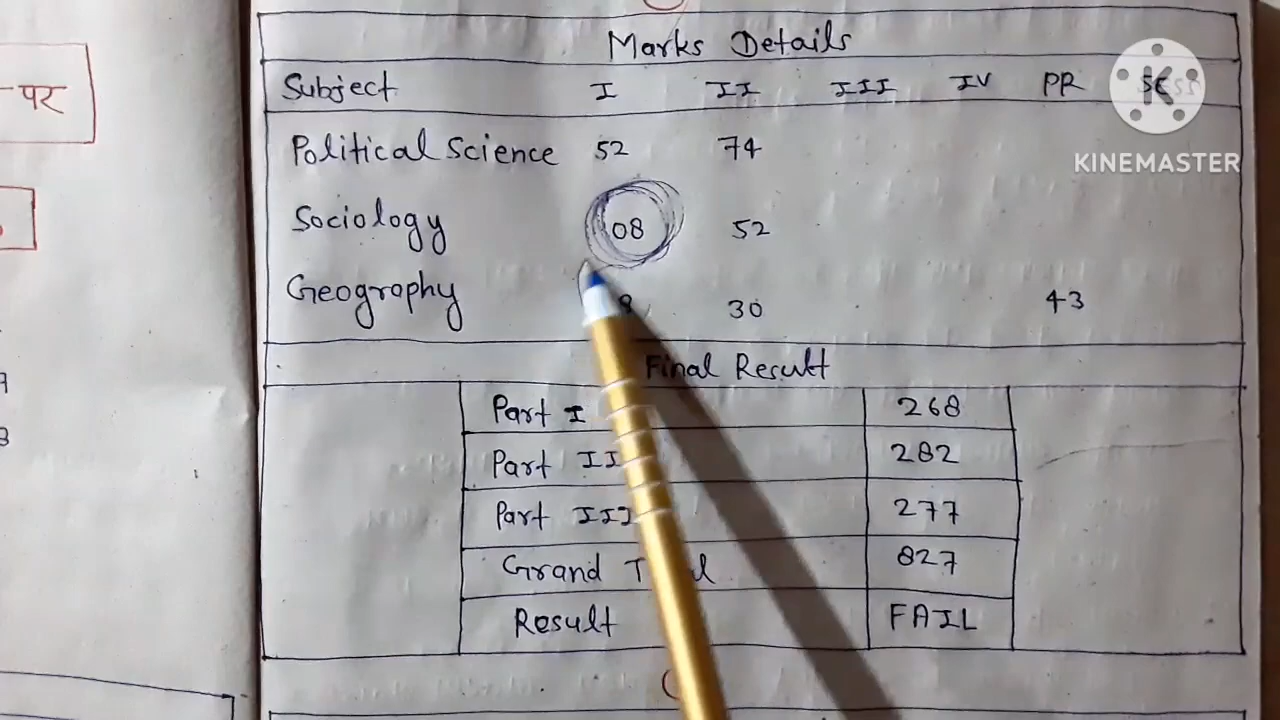 Marks Details
- पर
Subject I II III IV PR
KINEMASTER
Political Science 52 74
Sociology 08 52
Geography 30 43
Final Result
Part I 268
Part II 282
Part III 277
Grand 827
Result FAIL